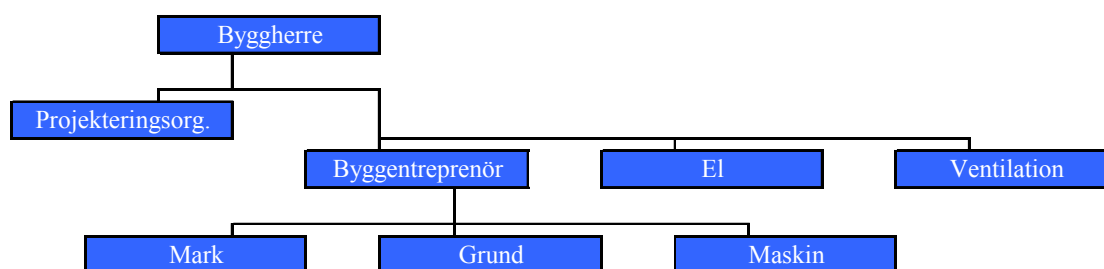 Byggherre
Projekteringsorg.
Byggentreprenör
El
Ventilation
Mark
Grund
Maskin